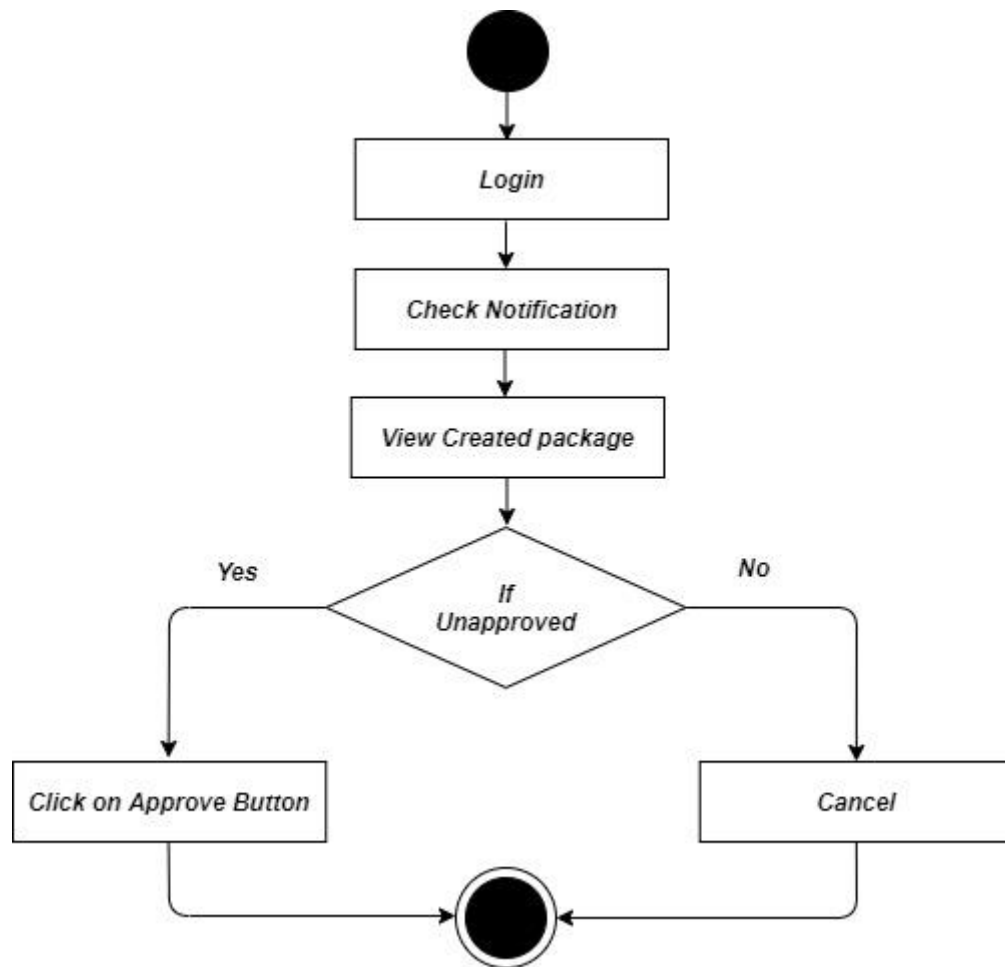 Login
Check Notification
View Created package
Yes
No
If
Unapproved
Click on Approve Button
Cancel